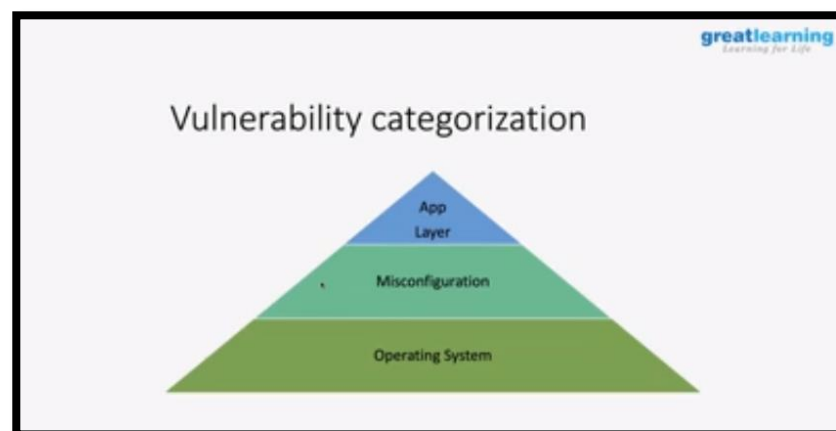 greatlearning
Learning for Life
Vulnerability categorization
App
Layer
Misconfiguration
Operating System